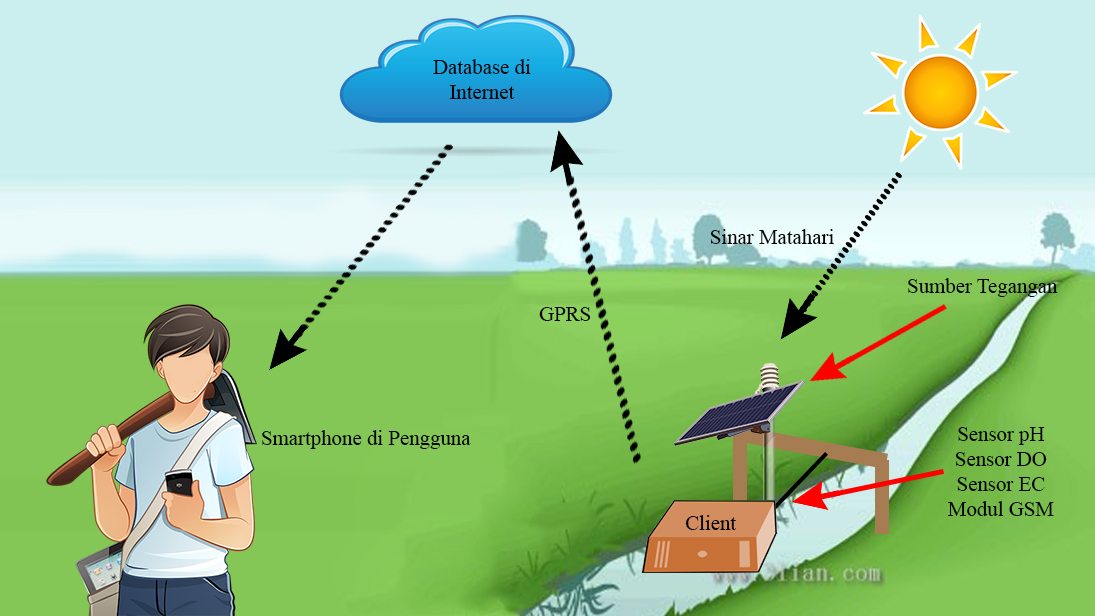 Database di
Internet
Sinar Matahari
Sumber Tegangan
GPRS
Smartphone di Pengguna
Sensor pH
Sensor DO
Sensor EC
Modul GSM
Client